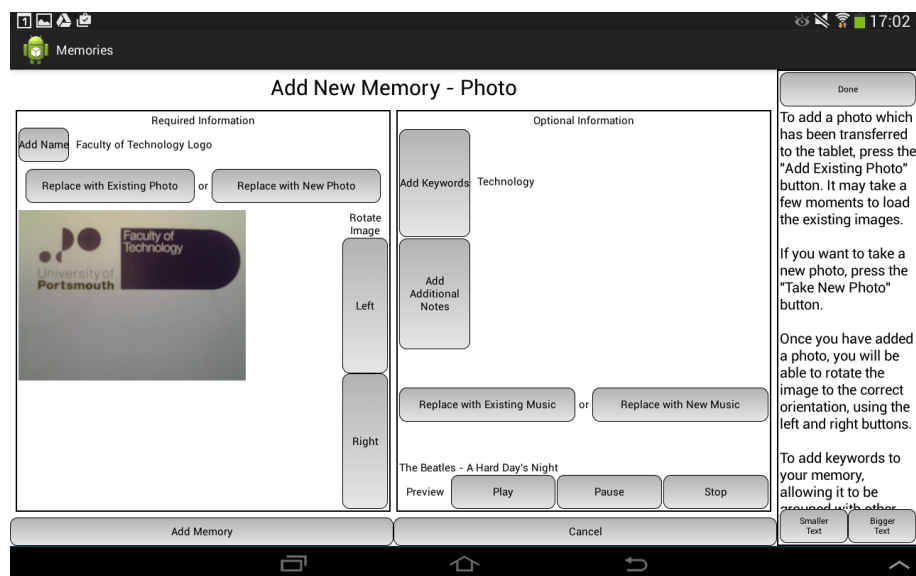 1
17:02
Memories
Add New Memory - Photo
Required Information
Add Name
Faculty of Technology Logo
Replace with Existing Photo
or
Replace with New Photo
Faculty of
Technology
University of
Portsmouth
Rotate
Image
Left
Right
Optional Information
Add Keywords
Technology
Add
Additional
Notes
Replace with Existing Music
or
Replace with New Music
The Beatles - A Hard Day's Night
Preview
Play
Pause
Stop
Add Memory
Cancel
Done
To add a photo which
has been transferred
to the tablet, press the
"Add Existing Photo"
button. It may take a
few moments to load
the existing images.
If you want to take a
new photo, press the
"Take New Photo"
button.
Once you have added
a photo, you will be
able to rotate the
image to the correct
orientation, using the
left and right buttons.
To add keywords to
your memory,
allowing it to be
grouped with other
Smaller
Text
Bigger
Text